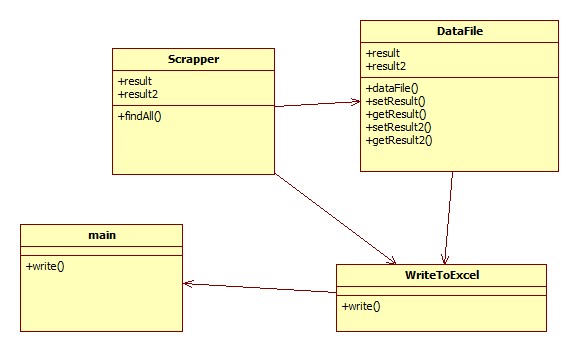 Scrapper
+result
+result2
+findAll()
DataFile
+result
+result2
+dataFile()
+setResult()
+getResult()
+setResult2()
+getResult2()
main
+write()
WriteToExcel
+write()